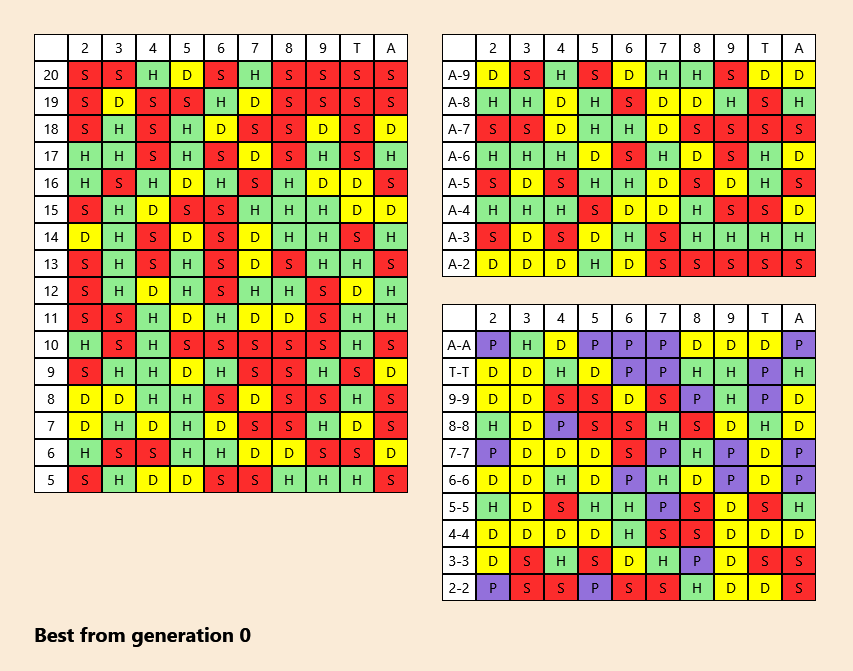 2 3 4 5 6 7 8 9 T A
20 S S H D S H S S S S
19 S D S S H D S S S S
18 S H S H D S S D S D
17 H H S H S D S H S H
16 H S H D H S H D D S
15 S H D S S H H H D D
14 D H S D S D H H S H
13 S H S H S D S H H S
12 S H D H S H H S D H
11 S S H D H D D S H H
10 H S H S S S S S H S
9 S H H D H S S H S D
8 D D H H S D S S H S
7 D H D H D S S H D S
6 H S S H H D D S S D
5 S H D D S S H H H S
2 3 4 5 6 7 8 9 T A
A-9 D S H S D H H S D D
A-8 H H D H S D D H S H
A-7 S S D H H D S S S S
A-6 H H H D S H D S H D
A-5 S D S H H D S D H S
A-4 H H H S D D H S S D
A-3 S D S D H S H H H H
A-2 D D D H D S S S S S
2 3 4 5 6 7 8 9 T A
A-A P H D P P P D D D P
T-T D D H D P P H H P H
9-9 D D S S D S P H P D
8-8 H D P S S H S D H D
7-7 P D D D S P H P D P
6-6 D D H D P H D P D P
5-5 H D S H H P S D S H
4-4 D D D D H S S D D D
3-3 D S H S D H P D S S
2-2 P S S P S S H D D S
Best from generation 0